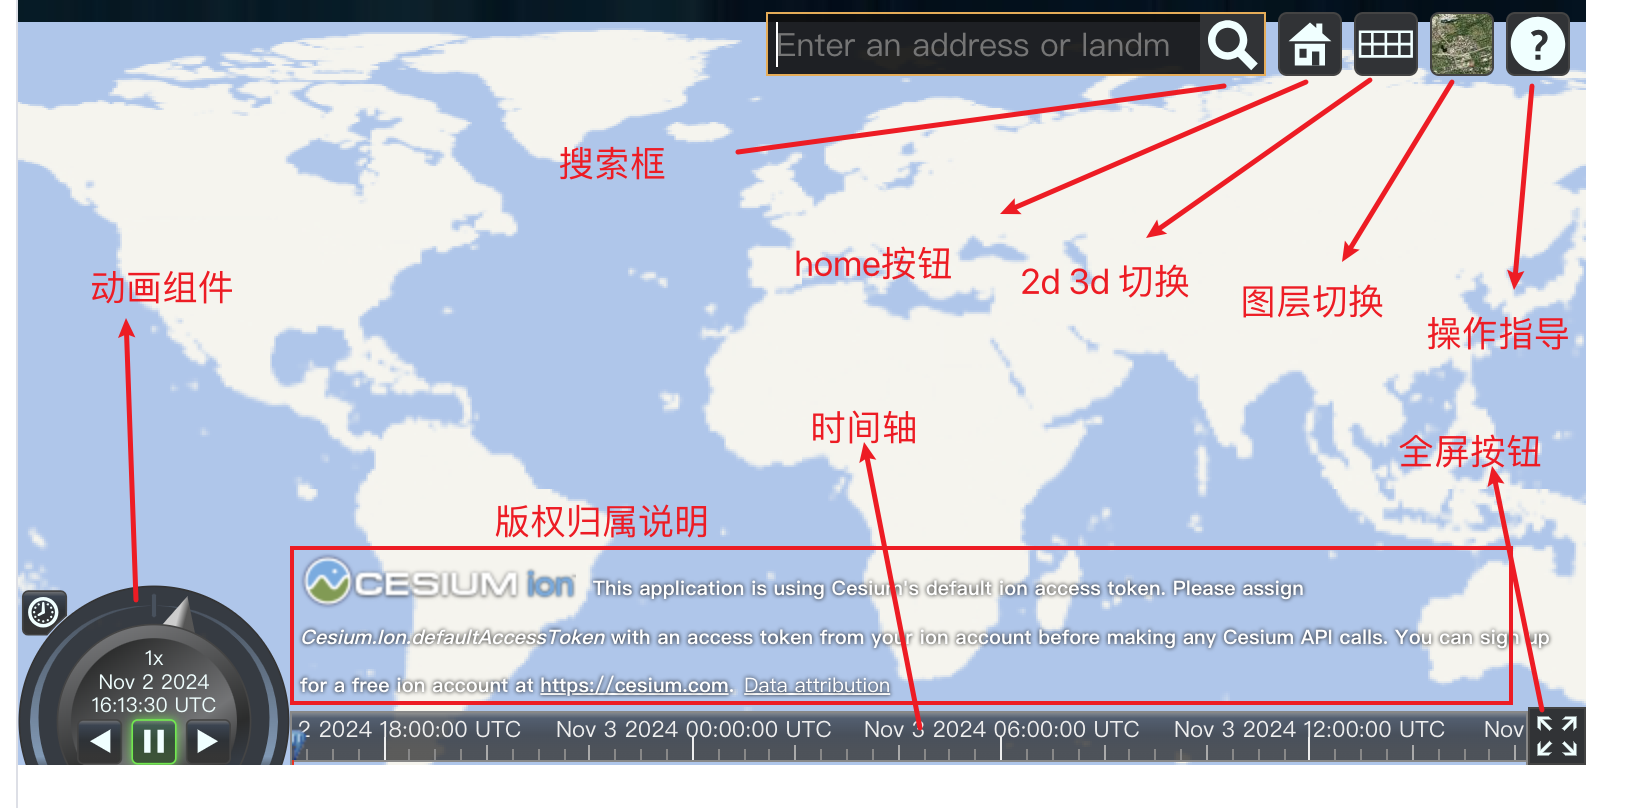 Enter an address or landm
?
搜索框
home按钮
2d 3d 切换
图层切换
操作指导
动画组件
时间轴
全屏按钮
版权归属说明
CESIUM ion This application is using Cesium's default ion access token. Please assign
Cesium.Ion.defaultAccessToken with an access token from your ion account before making any Cesium API calls. You can sign up
for a free ion account at https://cesium.com. Data attribution
1x
Nov 2 2024
16:13:30 UTC
2 2024 18:00:00 UTC Nov 3 2024 00:00:00 UTC Nov 3 2024 06:00:00 UTC Nov 3 2024 12:00:00 UTC Nov